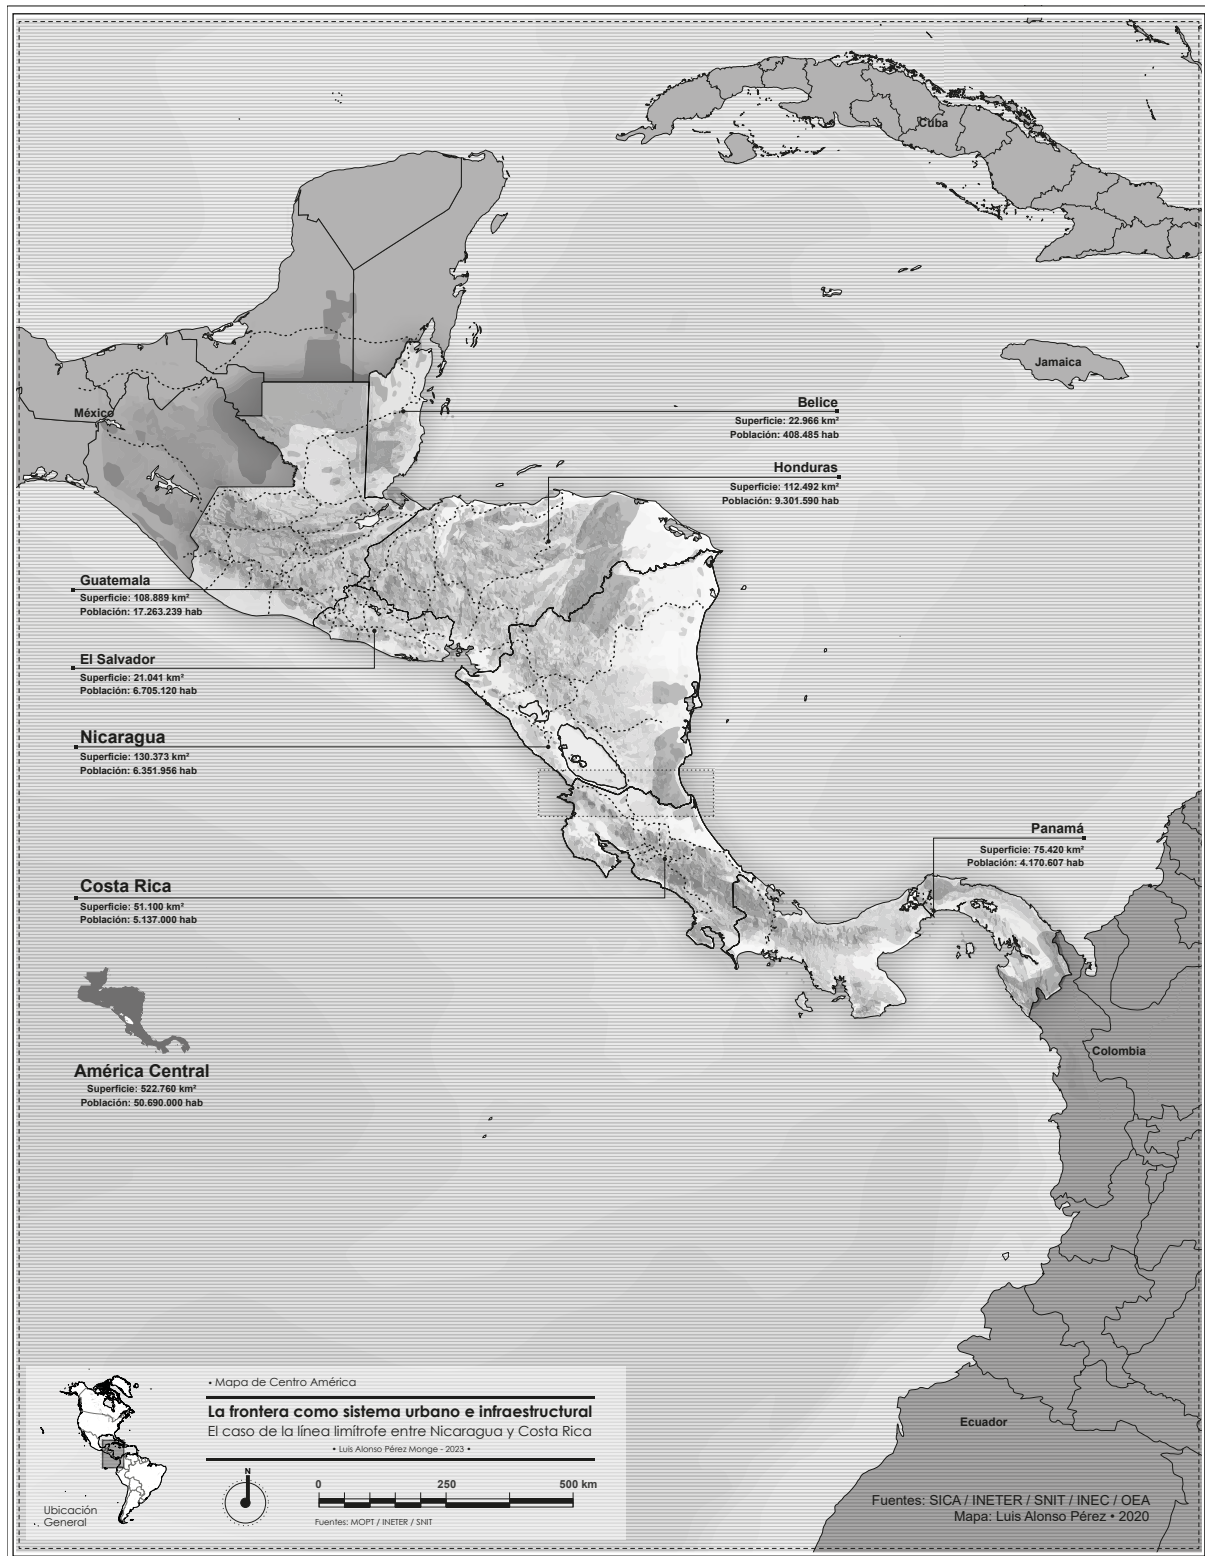 Cuba
Jamaica
México
Belice
Superficie: 22.966 km²
Población: 408.485 hab
Honduras
Superficie: 112.492 km²
Población: 9.301.590 hab
Guatemala
Superficie: 108.889 km²
Población: 17.263.239 hab
El Salvador
Superficie: 21.041 km²
Población: 6.705.120 hab
Nicaragua
Superficie: 130.373 km²
Población: 6.351.956 hab
Panamá
Superficie: 75.420 km²
Población: 4.170.607 hab
Costa Rica
Superficie: 51.100 km²
Población: 5.137.000 hab
Colombia
América Central
Superficie: 522.760 km²
Población: 50.690.000 hab
Ecuador
• Mapa de Centro América
La frontera como sistema urbano e infraestructural
El caso de la línea limítrofe entre Nicaragua y Costa Rica
• Luis Alonso Pérez Monge - 2023 •
N
0 250 500 km
Fuentes: MOPT / INETER / SNIT
Ubicación
General
Fuentes: SICA / INETER / SNIT / INEC / OEA
Mapa: Luis Alonso Pérez • 2020